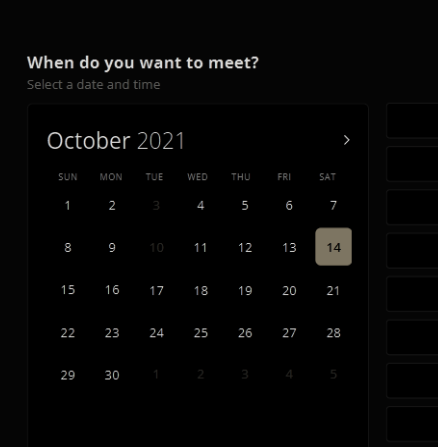 When do you want to meet?
Select a date and time
October 2021
SUN MON TUE WED THU FRI SAT
1 2 3 4 5 6 7
8 9 10 11 12 13 14
15 16 17 18 19 20 21
22 23 24 25 26 27 28
29 30 1 2 3 4 5